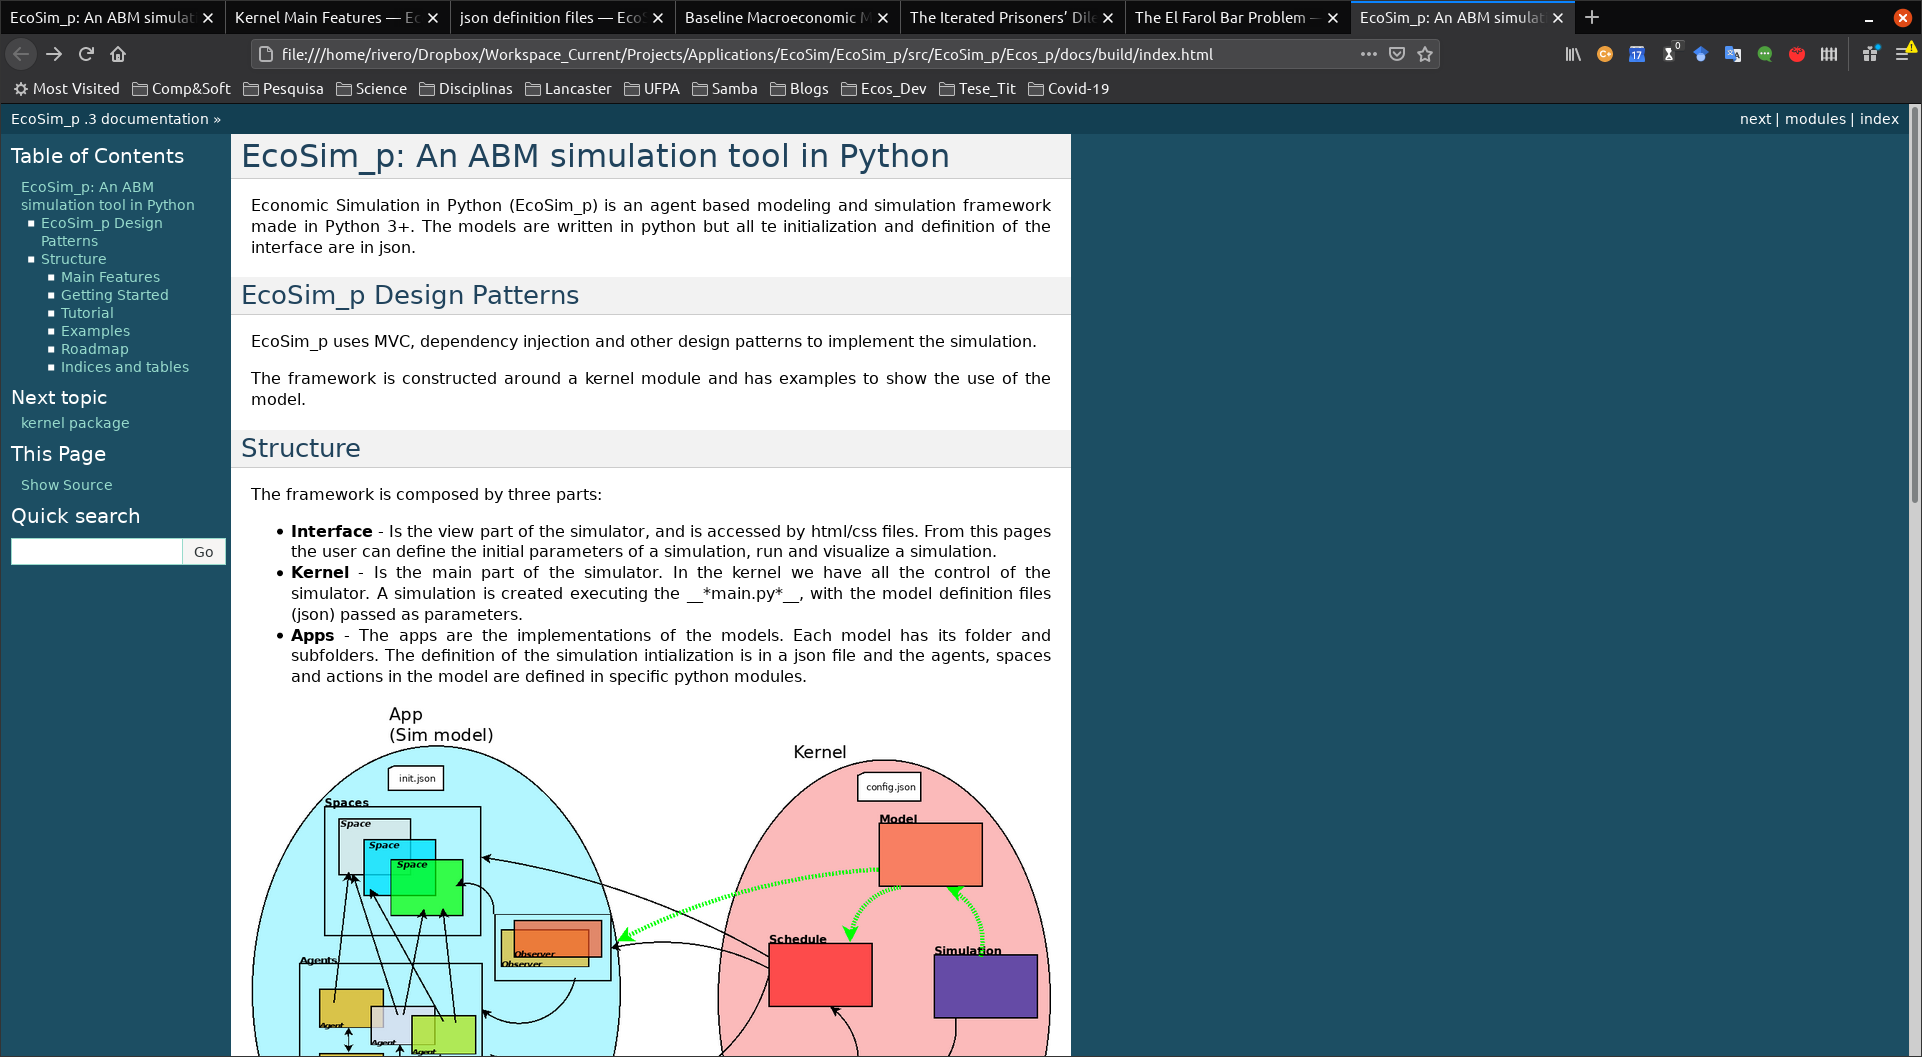 EcoSim_p: An ABM simulat
Kernel Main Features — Ec
json definition files — Eco
Baseline Macroeconomic M
The Iterated Prisoners’ Dile
The El Farol Bar Problem —
EcoSim_p: An ABM simulat
file:///home/rivero/Dropbox/Workspace_Current/Projects/Applications/EcoSim/EcoSim_p/src/EcoSim_p/Ecos_p/docs/build/index.html
17
0
Most Visited Comp&Soft Pesquisa Science Disciplinas Lancaster UFPA Samba Blogs Ecos_Dev Tese_Tit Covid-19
EcoSim_p .3 documentation »
next | modules | index
Table of Contents
EcoSim_p: An ABM
simulation tool in Python
EcoSim_p Design
Patterns
Structure
Main Features
Getting Started
Tutorial
Examples
Roadmap
Indices and tables
Next topic
kernel package
This Page
Show Source
Quick search
Go
EcoSim_p: An ABM simulation tool in Python
Economic Simulation in Python (EcoSim_p) is an agent based modeling and simulation framework
made in Python 3+. The models are written in python but all te initialization and definition of the
interface are in json.
EcoSim_p Design Patterns
EcoSim_p uses MVC, dependency injection and other design patterns to implement the simulation.
The framework is constructed around a kernel module and has examples to show the use of the
model.
Structure
The framework is composed by three parts:
• Interface - Is the view part of the simulator, and is accessed by html/css files. From this pages
the user can define the initial parameters of a simulation, run and visualize a simulation.
• Kernel - Is the main part of the simulator. In the kernel we have all the control of the
simulator. A simulation is created executing the __*main.py*__, with the model definition files
(json) passed as parameters.
• Apps - The apps are the implementations of the models. Each model has its folder and
subfolders. The definition of the simulation intialization is in a json file and the agents, spaces
and actions in the model are defined in specific python modules.
App
(Sim model)
init.json
Spaces
Space
Space
Space
Observer
Observer
Agents
Agent
Agent
Agent
Kernel
config.json
Model
Schedule
Simulation